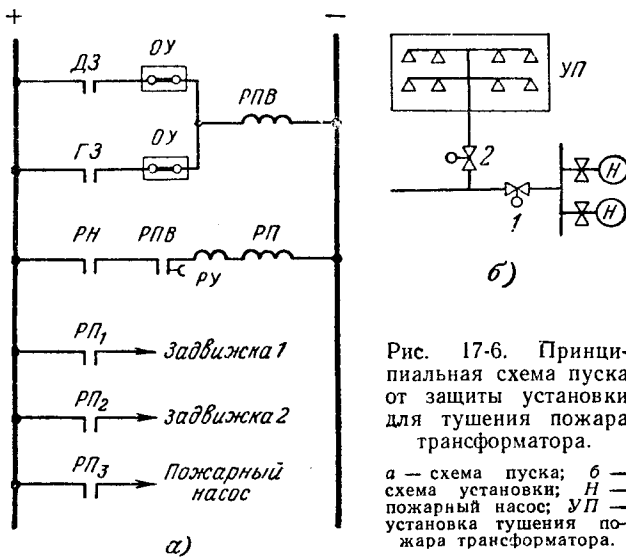 + −
ДЗ ОУ
РПВ
ГЗ ОУ
РН РПВ РУ РП
РП1 Задвижка 1
РП2 Задвижка 2
РП3 Пожарный насос
а)
УП
2
Н
1
Н
б)
Рис. 17-6. Принци-
пиальная схема пуска
от защиты установки
для тушения пожара
трансформатора.
а — схема пуска; б —
схема установки; Н —
пожарный насос; УП —
установка тушения по-
жара трансформатора.